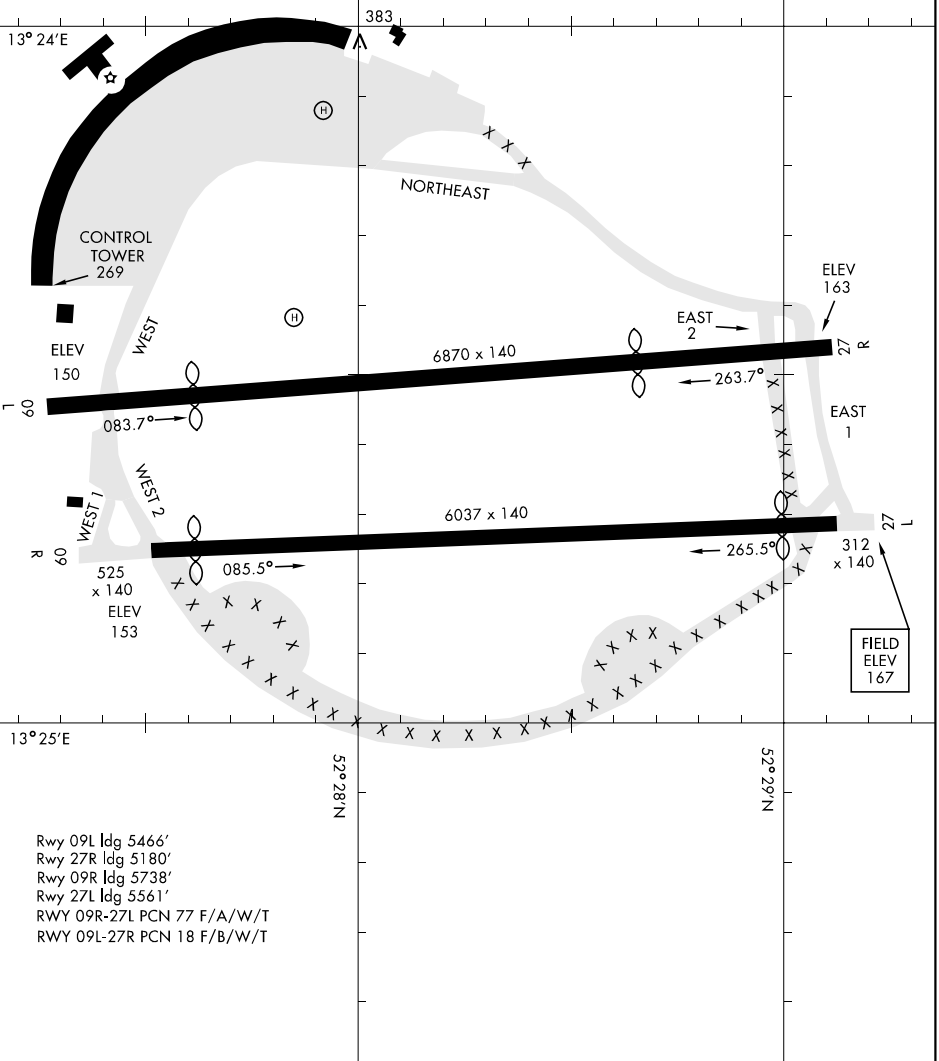 383
13° 24'E
H
NORTHEAST
CONTROL
TOWER
269
ELEV
163
H
EAST
2
WEST
ELEV
150
6870 x 140
27
R
263.7°
L
09
083.7°
EAST
1
WEST 2
WEST 1
6037 x 140
27
L
R
09
525
x 140
085.5°
265.5°
312
x 140
ELEV
153
FIELD
ELEV
167
13° 25'E
52° 28'N
52° 29'N
Rwy 09L ldg 5466'
Rwy 27R ldg 5180'
Rwy 09R ldg 5738'
Rwy 27L ldg 5561'
RWY 09R-27L PCN 77 F/A/W/T
RWY 09L-27R PCN 18 F/B/W/T